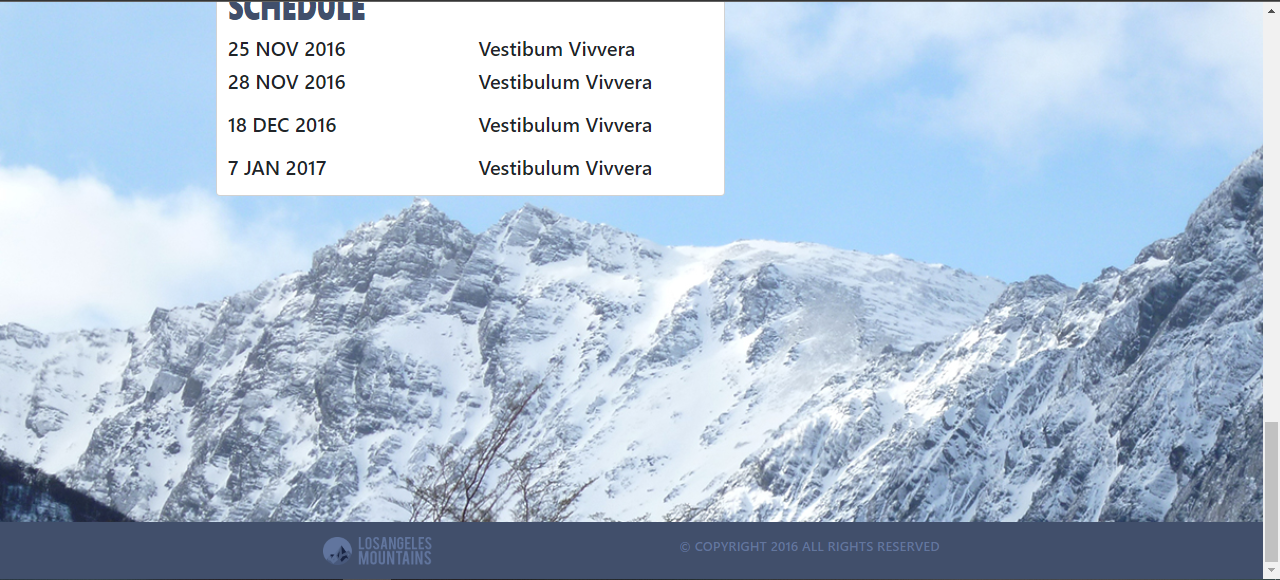 SCHEDULE
25 NOV 2016 Vestibum Vivvera
28 NOV 2016 Vestibulum Vivvera
18 DEC 2016 Vestibulum Vivvera
7 JAN 2017 Vestibulum Vivvera
LOSANGELES
MOUNTAINS
© COPYRIGHT 2016 ALL RIGHTS RESERVED